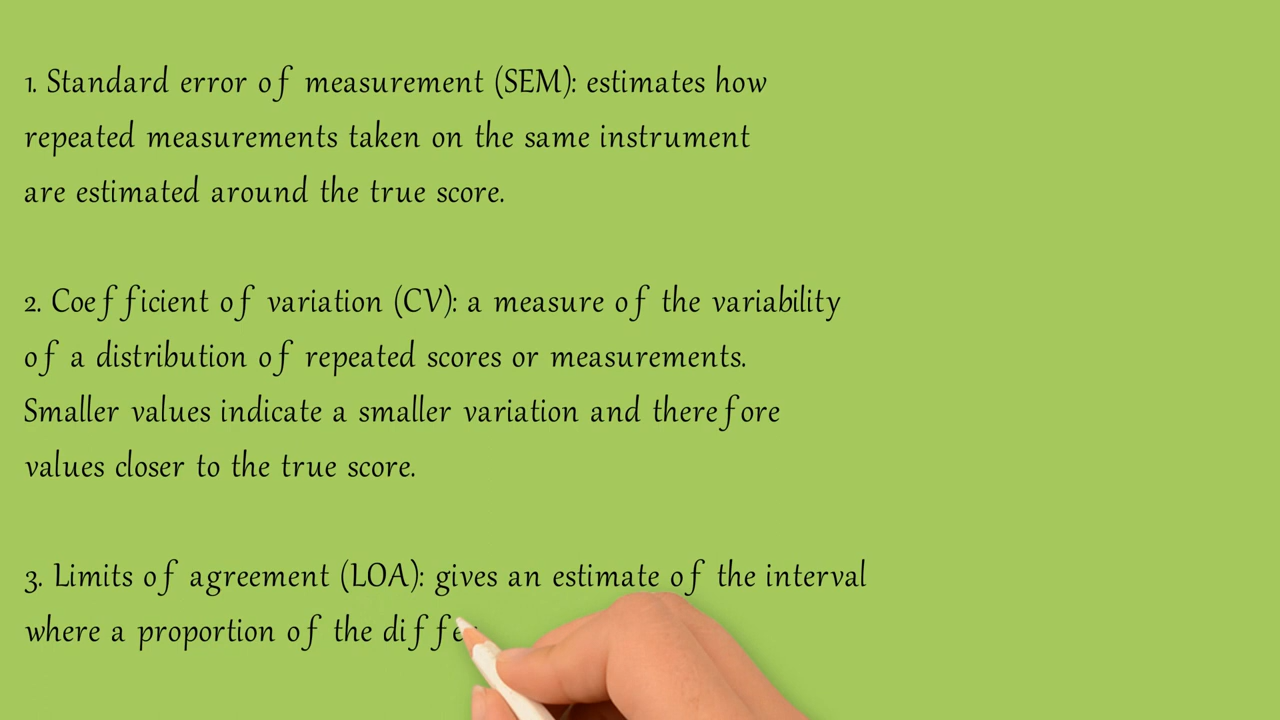 1. Standard error of measurement (SEM): estimates how
repeated measurements taken on the same instrument
are estimated around the true score.
2. Coefficient of variation (CV): a measure of the variability
of a distribution of repeated scores or measurements.
Smaller values indicate a smaller variation and therefore
values closer to the true score.
3. Limits of agreement (LOA): gives an estimate of the interval
where a proportion of the